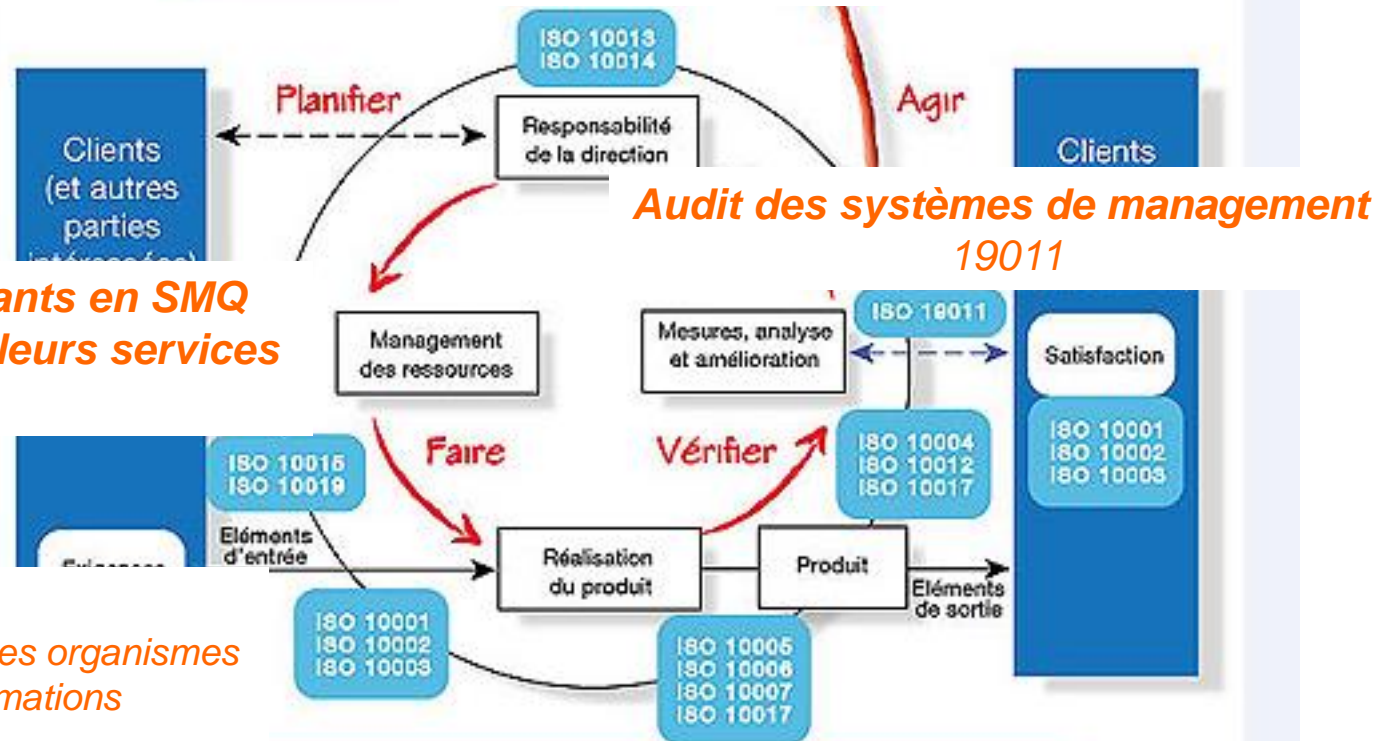 ISO 10013
ISO 10014
Planifier
Agir
Responsabilité
de la direction
Clients
(et autres
parties
intéressées)
Clients
Audit des systèmes de management
19011
ants en SMQ
leurs services
Management
des ressources
Mesures, analyse
et amélioration
ISO 19011
Satisfaction
ISO 10001
ISO 10002
ISO 10003
Faire
Vérifier
ISO 10004
ISO 10012
ISO 10017
ISO 10015
ISO 10019
Eléments
d'entrée
Exigences
Réalisation
du produit
Produit
Eléments
de sortie
ISO 10001
ISO 10002
ISO 10003
ISO 10005
ISO 10006
ISO 10007
ISO 10017
es organismes
mations